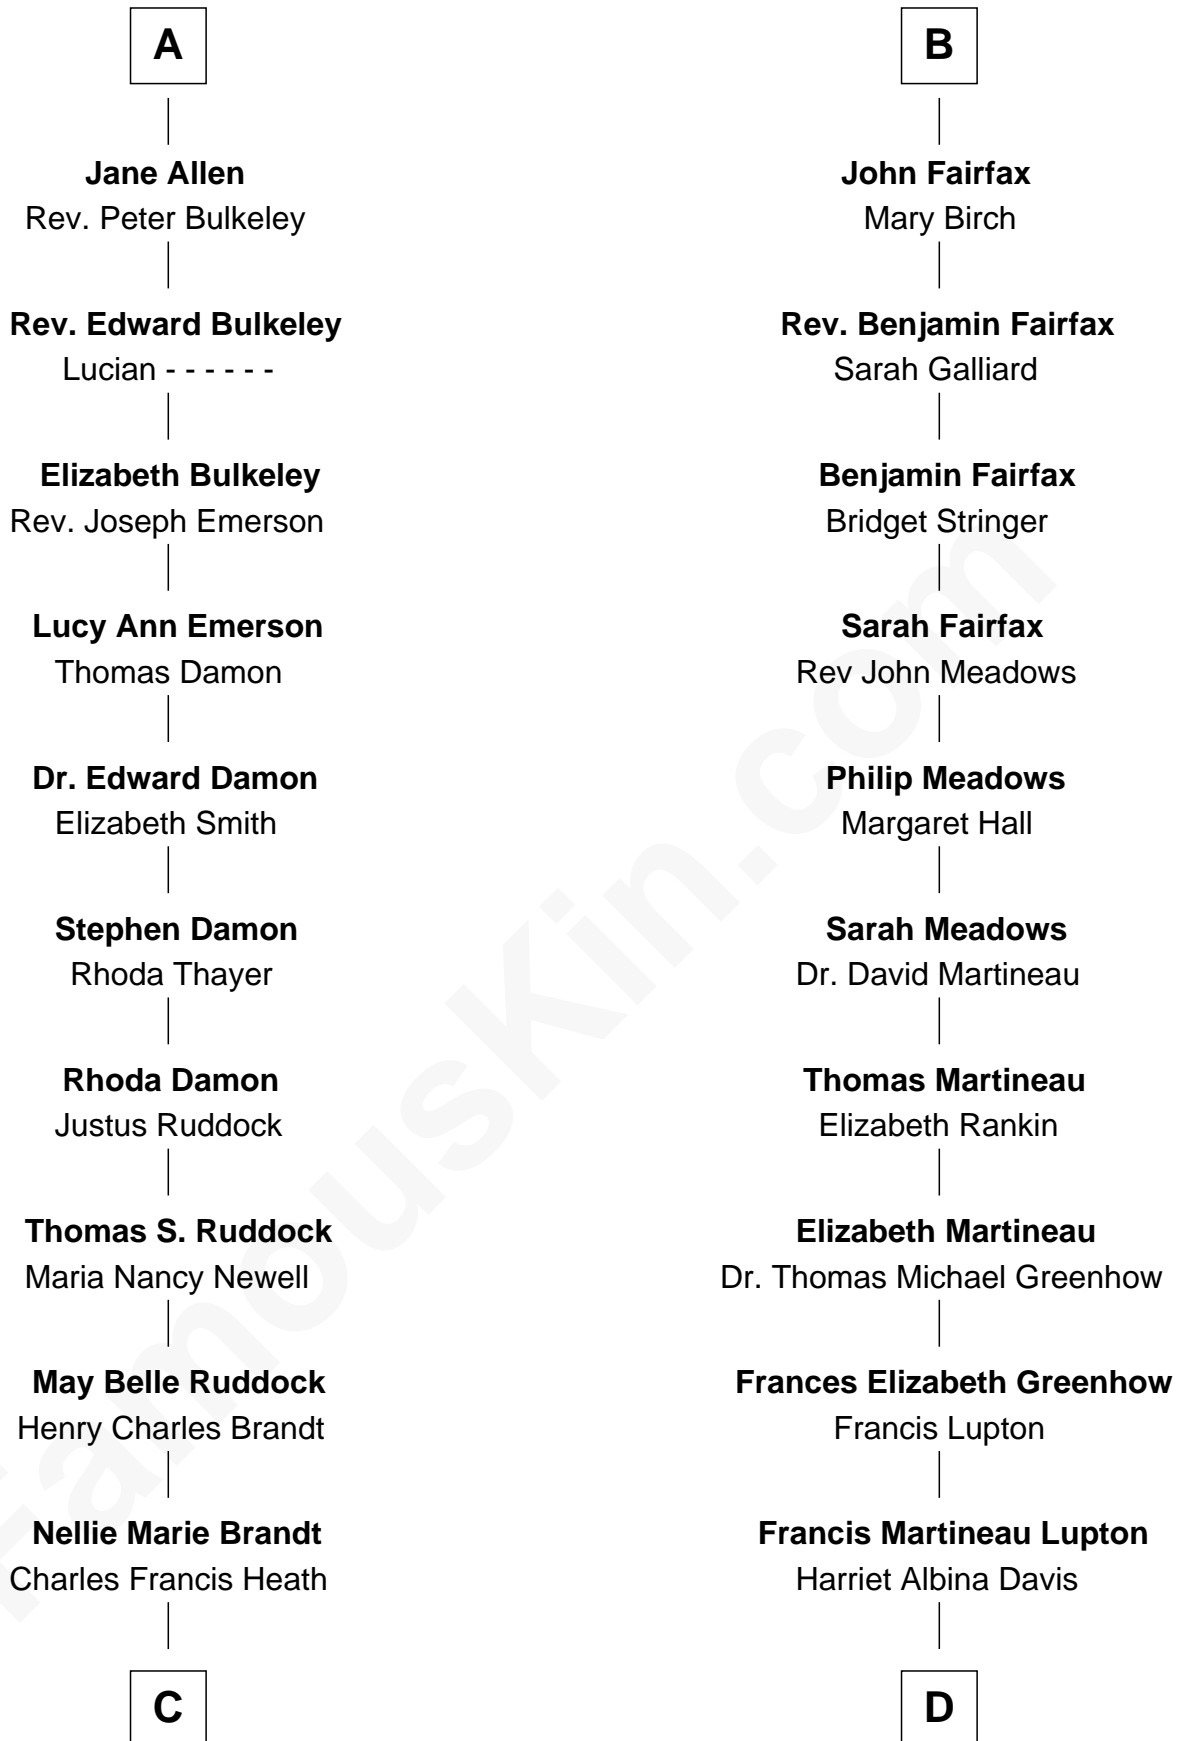 A
Jane Allen
Rev. Peter Bulkeley
Rev. Edward Bulkeley
Lucian - - - - - -
Elizabeth Bulkeley
Rev. Joseph Emerson
Lucy Ann Emerson
Thomas Damon
Dr. Edward Damon
Elizabeth Smith
Stephen Damon
Rhoda Thayer
Rhoda Damon
Justus Ruddock
Thomas S. Ruddock
Maria Nancy Newell
May Belle Ruddock
Henry Charles Brandt
Nellie Marie Brandt
Charles Francis Heath
C
B
John Fairfax
Mary Birch
Rev. Benjamin Fairfax
Sarah Galliard
Benjamin Fairfax
Bridget Stringer
Sarah Fairfax
Rev John Meadows
Philip Meadows
Margaret Hall
Sarah Meadows
Dr. David Martineau
Thomas Martineau
Elizabeth Rankin
Elizabeth Martineau
Dr. Thomas Michael Greenhow
Frances Elizabeth Greenhow
Francis Lupton
Francis Martineau Lupton
Harriet Albina Davis
D
FamousKin.com